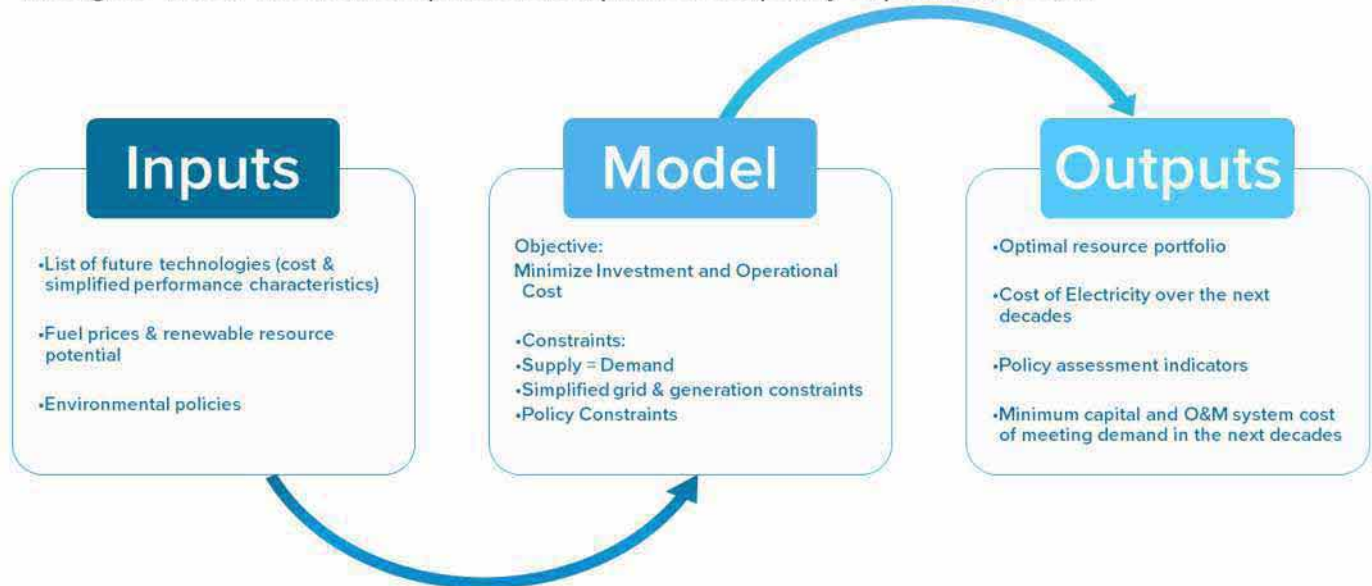 Inputs
•List of future technologies (cost &
simplified performance characteristics)
•Fuel prices & renewable resource
potential
•Environmental policies
Model
Objective:
Minimize Investment and Operational
Cost
•Constraints:
•Supply = Demand
•Simplified grid & generation constraints
•Policy Constraints
Outputs
•Optimal resource portfolio
•Cost of Electricity over the next
decades
•Policy assessment indicators
•Minimum capital and O&M system cost
of meeting demand in the next decades